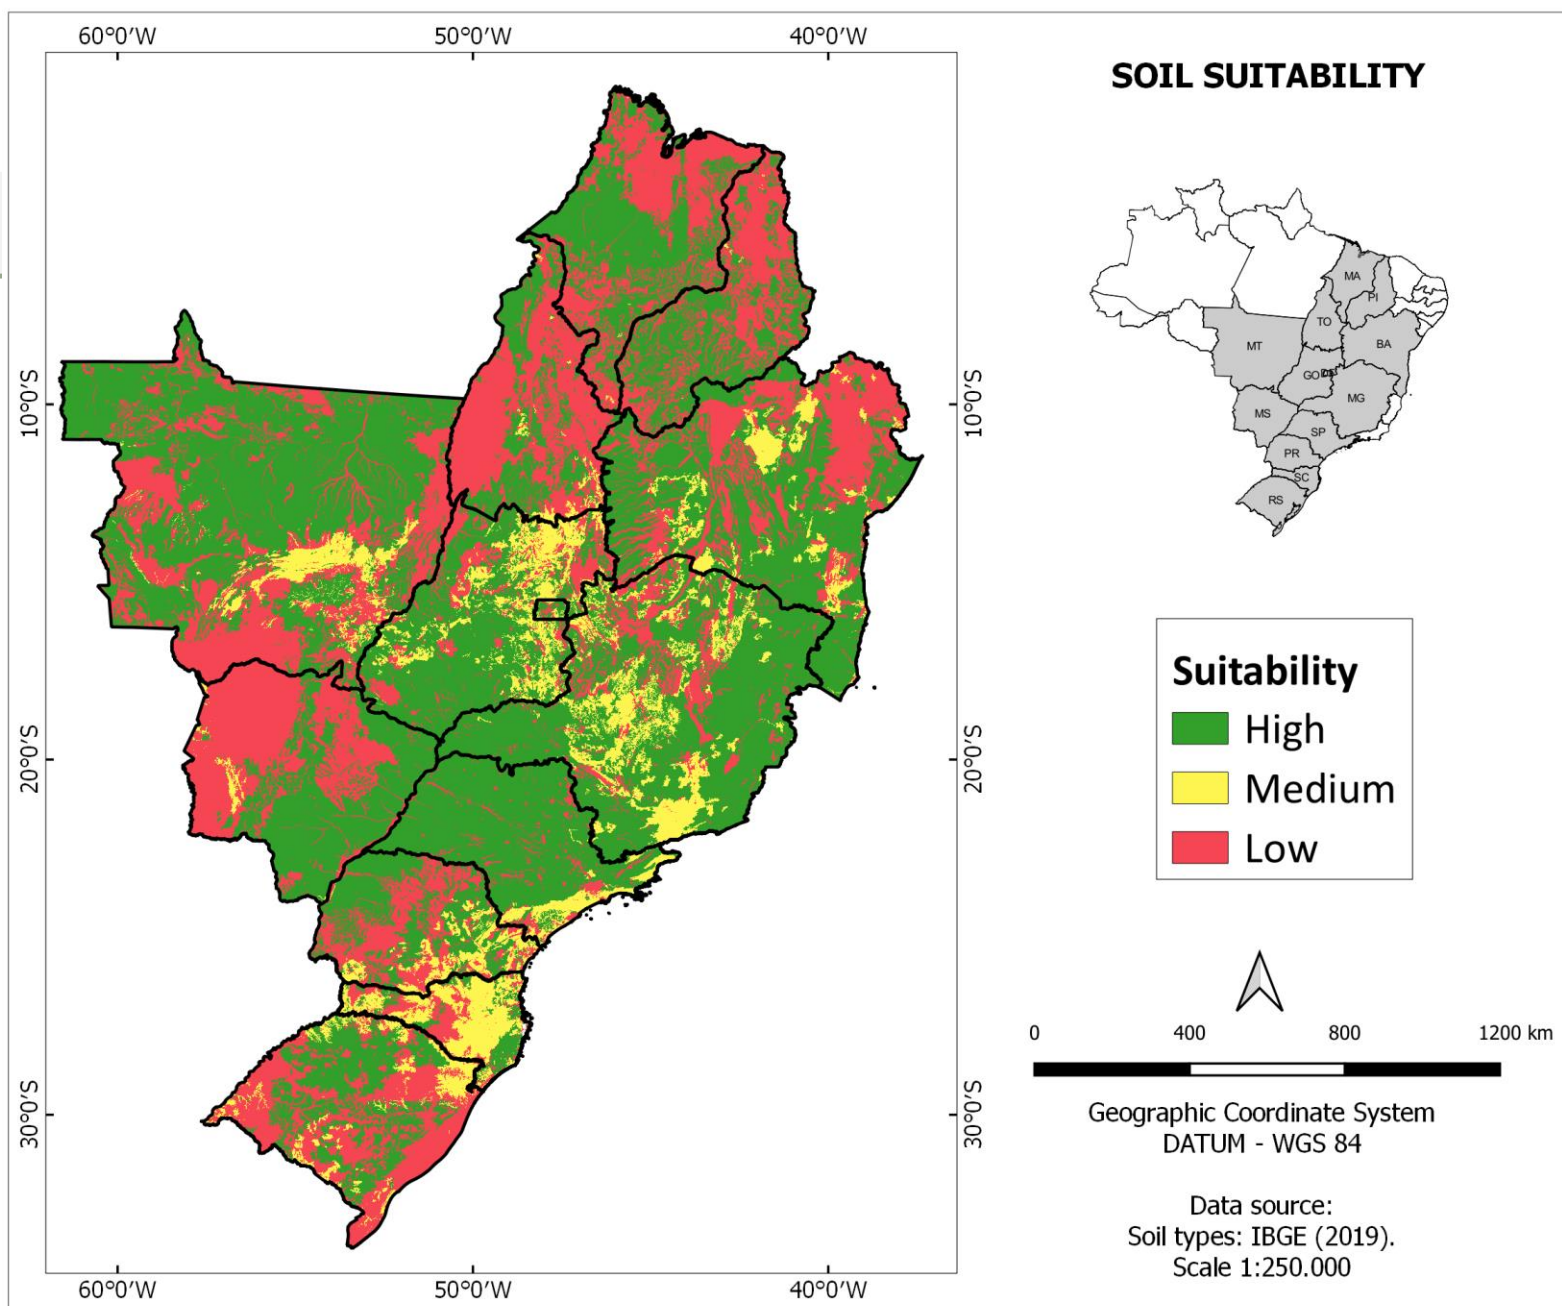 60°0′W 50°0′W 40°0′W
SOIL SUITABILITY
10°0′S
10°0′S
20°0′S
20°0′S
30°0′S
30°0′S
60°0′W 50°0′W 40°0′W
MA
PI
TO
BA
MT
GO
MG
MS
SP
PR
SC
RS
Suitability
High
Medium
Low
0 400 800 1200 km
Geographic Coordinate System
DATUM - WGS 84
Data source:
Soil types: IBGE (2019).
Scale 1:250.000